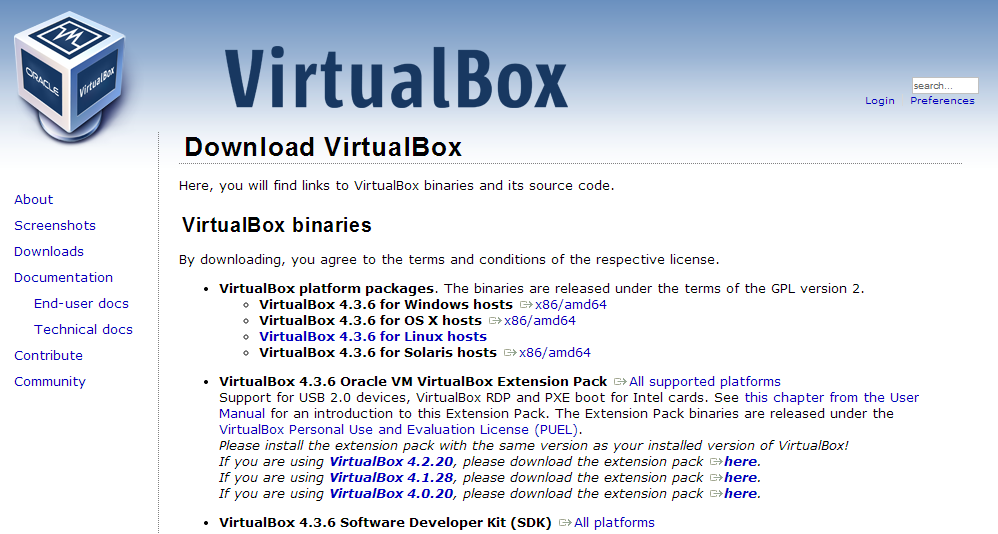 ORACLE
VirtualBox
VirtualBox
search...
Login Preferences
Download VirtualBox
Here, you will find links to VirtualBox binaries and its source code.
About
Screenshots
Downloads
Documentation
End-user docs
Technical docs
Contribute
Community
VirtualBox binaries
By downloading, you agree to the terms and conditions of the respective license.
• VirtualBox platform packages. The binaries are released under the terms of the GPL version 2.
◦ VirtualBox 4.3.6 for Windows hosts x86/amd64
◦ VirtualBox 4.3.6 for OS X hosts x86/amd64
◦ VirtualBox 4.3.6 for Linux hosts
◦ VirtualBox 4.3.6 for Solaris hosts x86/amd64
• VirtualBox 4.3.6 Oracle VM VirtualBox Extension Pack All supported platforms
Support for USB 2.0 devices, VirtualBox RDP and PXE boot for Intel cards. See this chapter from the User
Manual for an introduction to this Extension Pack. The Extension Pack binaries are released under the
VirtualBox Personal Use and Evaluation License (PUEL).
Please install the extension pack with the same version as your installed version of VirtualBox!
If you are using VirtualBox 4.2.20, please download the extension pack here.
If you are using VirtualBox 4.1.28, please download the extension pack here.
If you are using VirtualBox 4.0.20, please download the extension pack here.
• VirtualBox 4.3.6 Software Developer Kit (SDK) All platforms